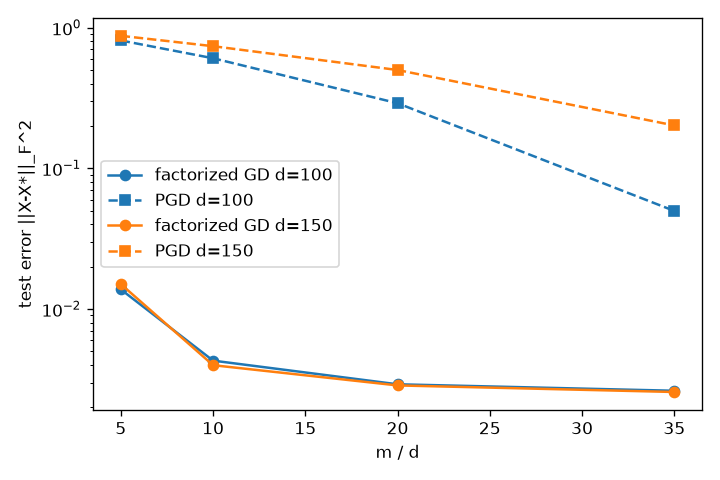 10^0
10^-1
10^-2
test error ||X-X*||_F^2
factorized GD d=100
PGD d=100
factorized GD d=150
PGD d=150
5 10 15 20 25 30 35
m / d